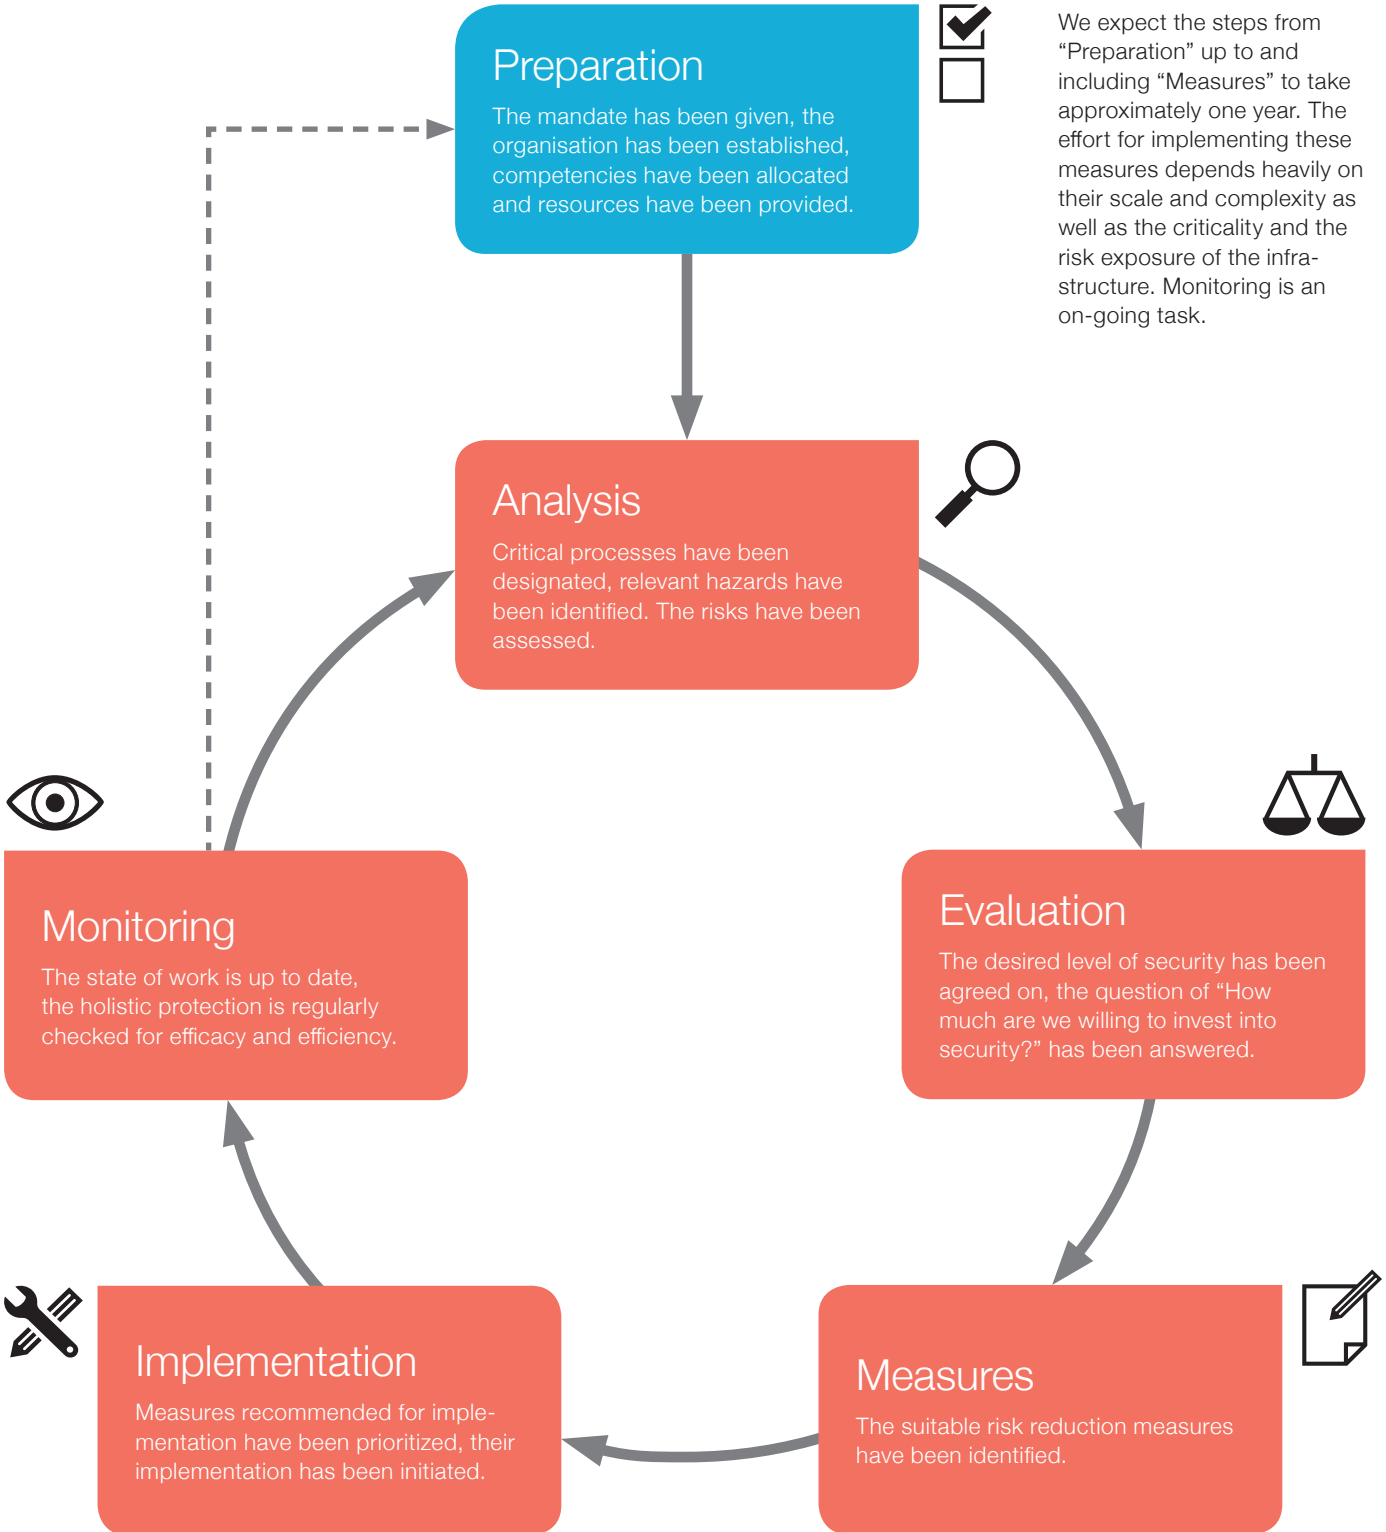 Preparation
The mandate has been given, the
organisation has been established,
competencies have been allocated
and resources have been provided.
We expect the steps from
“Preparation” up to and
including “Measures” to take
approximately one year. The
effort for implementing these
measures depends heavily on
their scale and complexity as
well as the criticality and the
risk exposure of the infra-
structure. Monitoring is an
on-going task.
Analysis
Critical processes have been
designated, relevant hazards have
been identified. The risks have been
assessed.
Evaluation
The desired level of security has been
agreed on, the question of “How
much are we willing to invest into
security?” has been answered.
Measures
The suitable risk reduction measures
have been identified.
Implementation
Measures recommended for imple-
mentation have been prioritized, their
implementation has been initiated.
Monitoring
The state of work is up to date,
the holistic protection is regularly
checked for efficacy and efficiency.